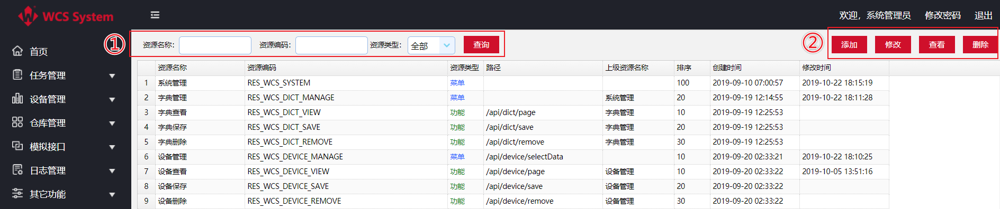 WCS System
欢迎，系统管理员 修改密码 退出
① 资源名称： 资源编码： 资源类型： 全部 查询 ② 添加 修改 查看 删除
首页
任务管理
设备管理
仓库管理
模拟接口
日志管理
其它功能
资源名称 资源编码 资源类型 路径 上级资源名称 排序 创建时间 修改时间
1 系统管理 RES_WCS_SYSTEM 菜单 100 2019-09-10 07:00:57 2019-10-22 18:15:19
2 字典管理 RES_WCS_DICT_MANAGE 菜单 系统管理 20 2019-09-19 12:14:55 2019-10-22 18:11:28
3 字典查看 RES_WCS_DICT_VIEW 功能 /api/dict/page 字典管理 10 2019-09-19 12:25:53
4 字典保存 RES_WCS_DICT_SAVE 功能 /api/dict/save 字典管理 20 2019-09-19 12:25:53
5 字典删除 RES_WCS_DICT_REMOVE 功能 /api/dict/remove 字典管理 30 2019-09-19 12:25:53
6 设备管理 RES_WCS_DEVICE_MANAGE 菜单 /api/device/selectData 10 2019-09-20 02:33:21 2019-10-22 18:10:25
7 设备查看 RES_WCS_DEVICE_VIEW 功能 /api/device/page 设备管理 10 2019-09-20 02:33:22 2019-10-05 13:51:16
8 设备保存 RES_WCS_DEVICE_SAVE 功能 /api/device/save 设备管理 20 2019-09-20 02:33:22
9 设备删除 RES_WCS_DEVICE_REMOVE 功能 /api/device/remove 设备管理 30 2019-09-20 02:33:22